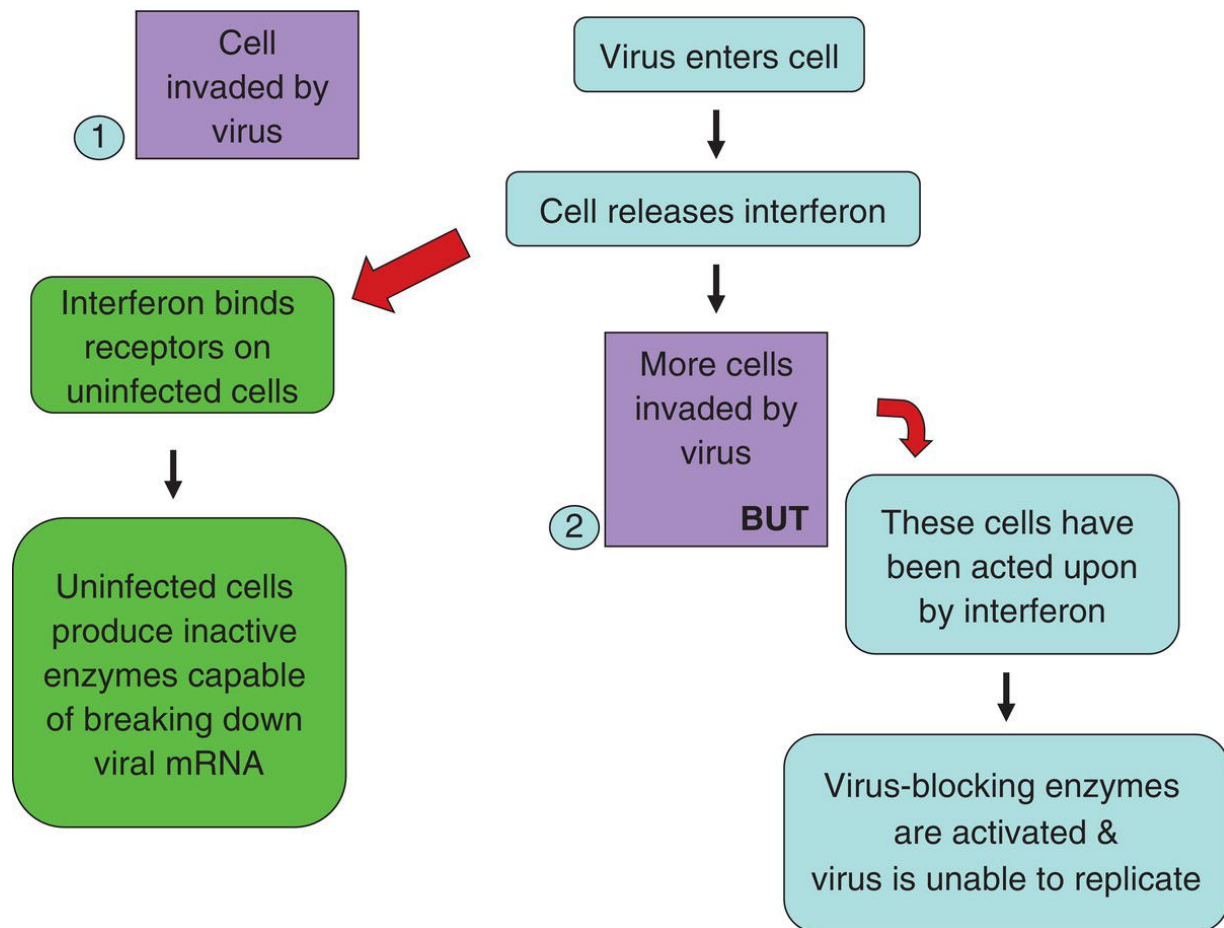 Cell
invaded by
virus
1
Virus enters cell
Cell releases interferon
Interferon binds
receptors on
uninfected cells
Uninfected cells
produce inactive
enzymes capable
of breaking down
viral mRNA
More cells
invaded by
virus
BUT
2
These cells have
been acted upon
by interferon
Virus-blocking enzymes
are activated &
virus is unable to replicate